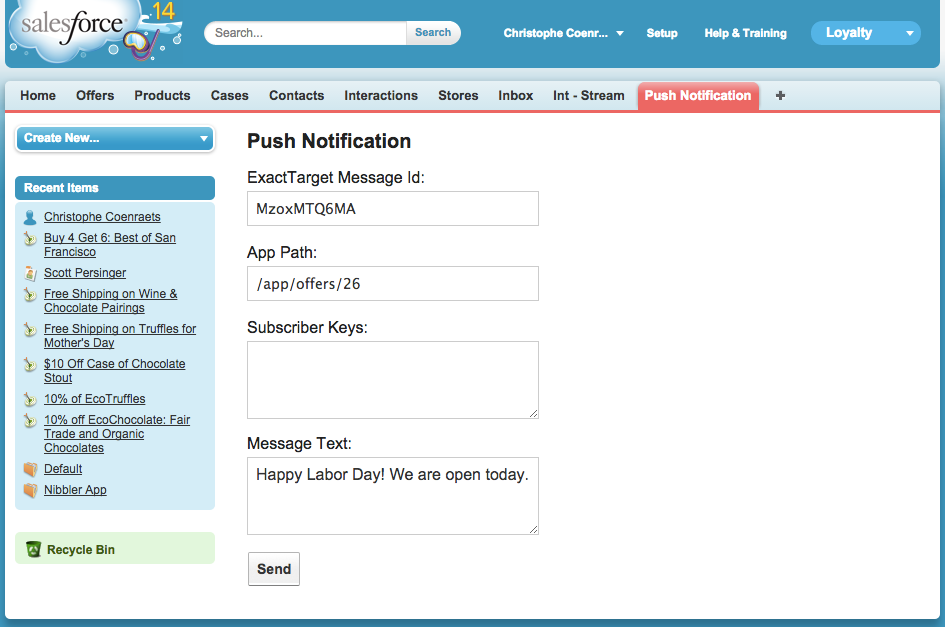 salesforce
14
Search...
Search
Christophe Coenr...
Setup
Help & Training
Loyalty
Home Offers Products Cases Contacts Interactions Stores Inbox Int - Stream Push Notification +
Create New...
Recent Items
Christophe Coenraets
Buy 4 Get 6: Best of San
Francisco
Scott Persinger
Free Shipping on Wine &
Chocolate Pairings
Free Shipping on Truffles for
Mother's Day
$10 Off Case of Chocolate
Stout
10% of EcoTruffles
10% off EcoChocolate: Fair
Trade and Organic
Chocolates
Default
Nibbler App
Recycle Bin
Push Notification
ExactTarget Message Id:
MzoxMTQ6MA
App Path:
/app/offers/26
Subscriber Keys:
Message Text:
Happy Labor Day! We are open today.
Send